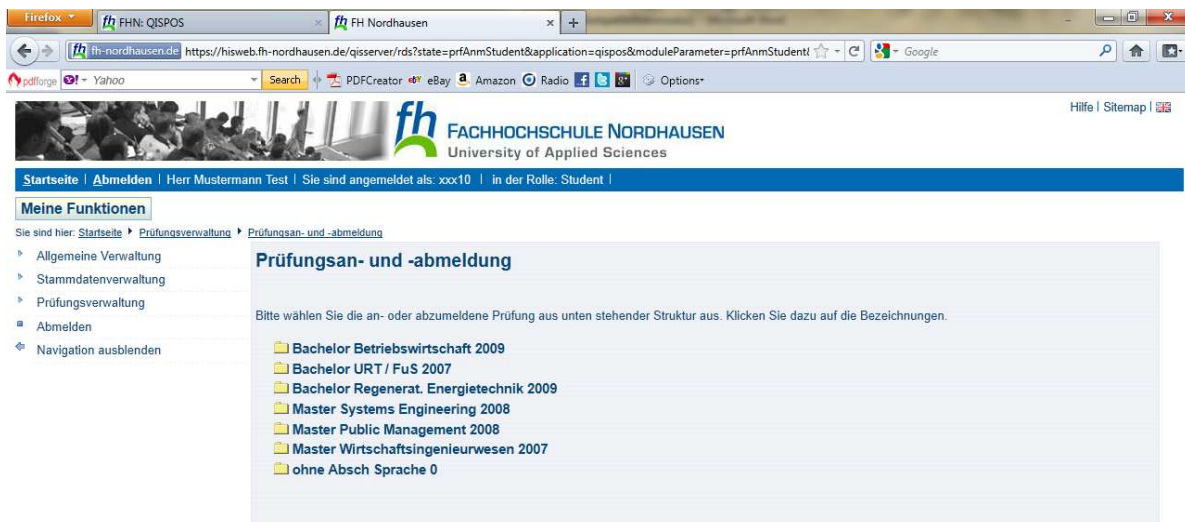 Firefox
FHN: QISPOS
FH Nordhausen
fh-nordhausen.de https://hisweb.fh-nordhausen.de/qisserver/rds?state=prfAnmStudent&application=qispos&moduleParameter=prfAnmStudent&
Google
pdfforge
Yahoo
Search
PDFCreator
eBay
Amazon
Radio
Options
Hilfe | Sitemap |
fh
FACHHOCHSCHULE NORDHAUSEN
University of Applied Sciences
Startseite | Abmelden | Herr Mustermann Test | Sie sind angemeldet als: xxx10 | in der Rolle: Student |
Meine Funktionen
Sie sind hier: Startseite Prüfungsverwaltung Prüfungsan- und -abmeldung
Allgemeine Verwaltung
Stammdatenverwaltung
Prüfungsverwaltung
Abmelden
Navigation ausblenden
Prüfungsan- und -abmeldung
Bitte wählen Sie die an- oder abzumeldene Prüfung aus unten stehender Struktur aus. Klicken Sie dazu auf die Bezeichnungen.
Bachelor Betriebswirtschaft 2009
Bachelor URT / FuS 2007
Bachelor Regenerat. Energietechnik 2009
Master Systems Engineering 2008
Master Public Management 2008
Master Wirtschaftsingenieurwesen 2007
ohne Absch Sprache 0